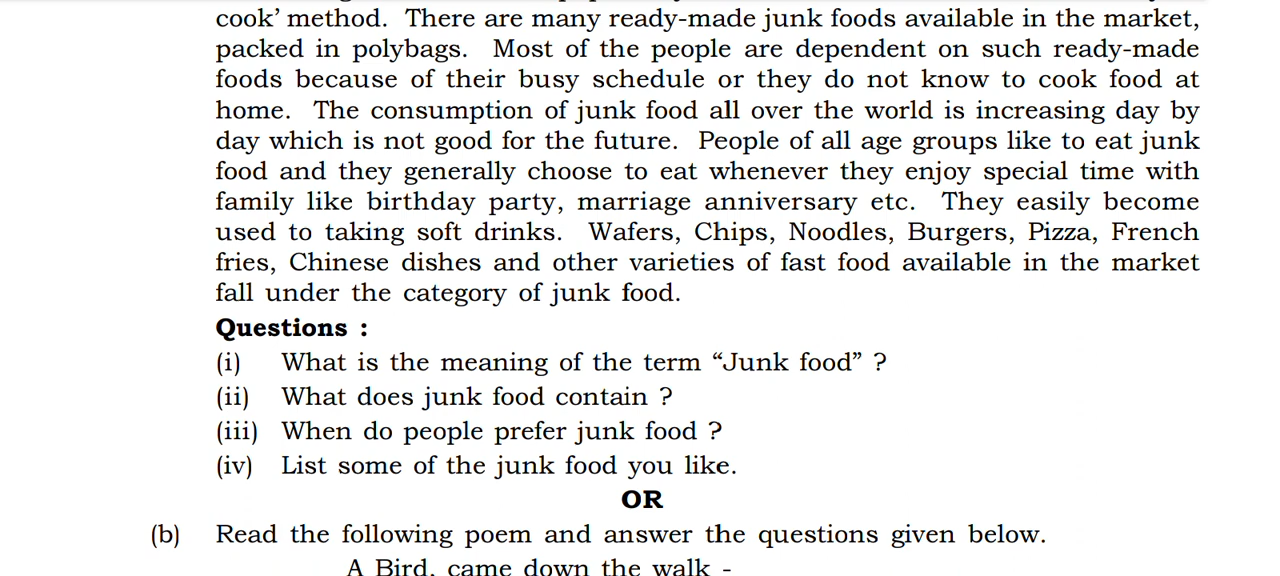 cook’ method. There are many ready-made junk foods available in the market,
packed in polybags. Most of the people are dependent on such ready-made
foods because of their busy schedule or they do not know to cook food at
home. The consumption of junk food all over the world is increasing day by
day which is not good for the future. People of all age groups like to eat junk
food and they generally choose to eat whenever they enjoy special time with
family like birthday party, marriage anniversary etc. They easily become
used to taking soft drinks. Wafers, Chips, Noodles, Burgers, Pizza, French
fries, Chinese dishes and other varieties of fast food available in the market
fall under the category of junk food.
Questions :
(i) What is the meaning of the term “Junk food” ?
(ii) What does junk food contain ?
(iii) When do people prefer junk food ?
(iv) List some of the junk food you like.
OR
(b) Read the following poem and answer the questions given below.
A Bird, came down the walk -